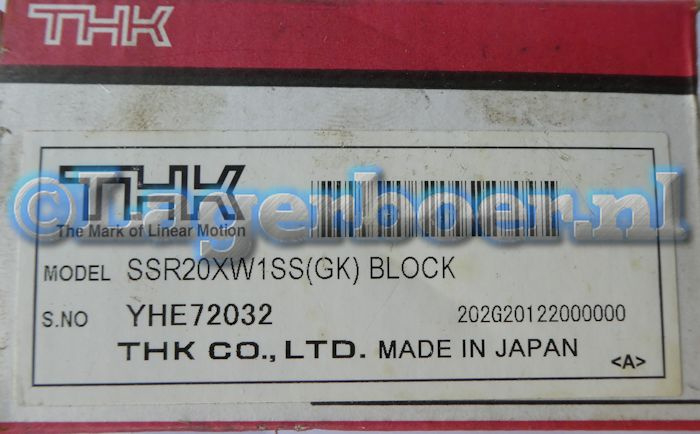 THK
THK
The Mark of Linear Motion
©Lagerboer.nl
MODEL SSR20XW1SS(GK) BLOCK
S.NO YHE72032 202G20122000000
THK CO., LTD. MADE IN JAPAN
<A>